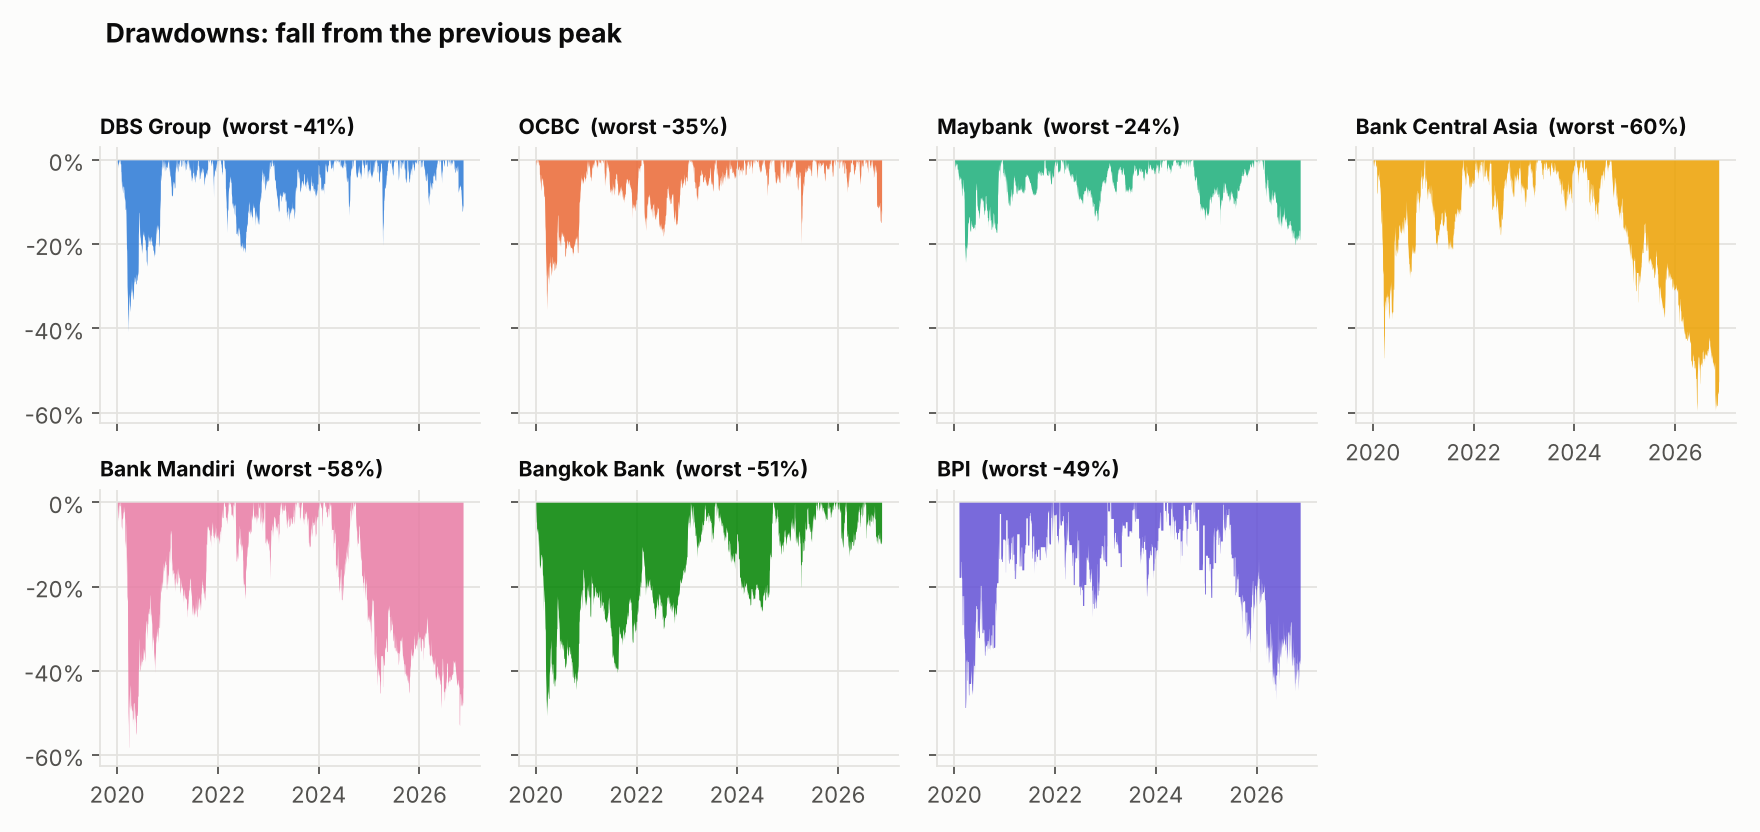 Drawdowns: fall from the previous peak
DBS Group (worst -41%)
OCBC (worst -35%)
Maybank (worst -24%)
Bank Central Asia (worst -60%)
0%
-20%
-40%
-60%
2020 2022 2024 2026
Bank Mandiri (worst -58%)
Bangkok Bank (worst -51%)
BPI (worst -49%)
0%
-20%
-40%
-60%
2020 2022 2024 2026
2020 2022 2024 2026
2020 2022 2024 2026